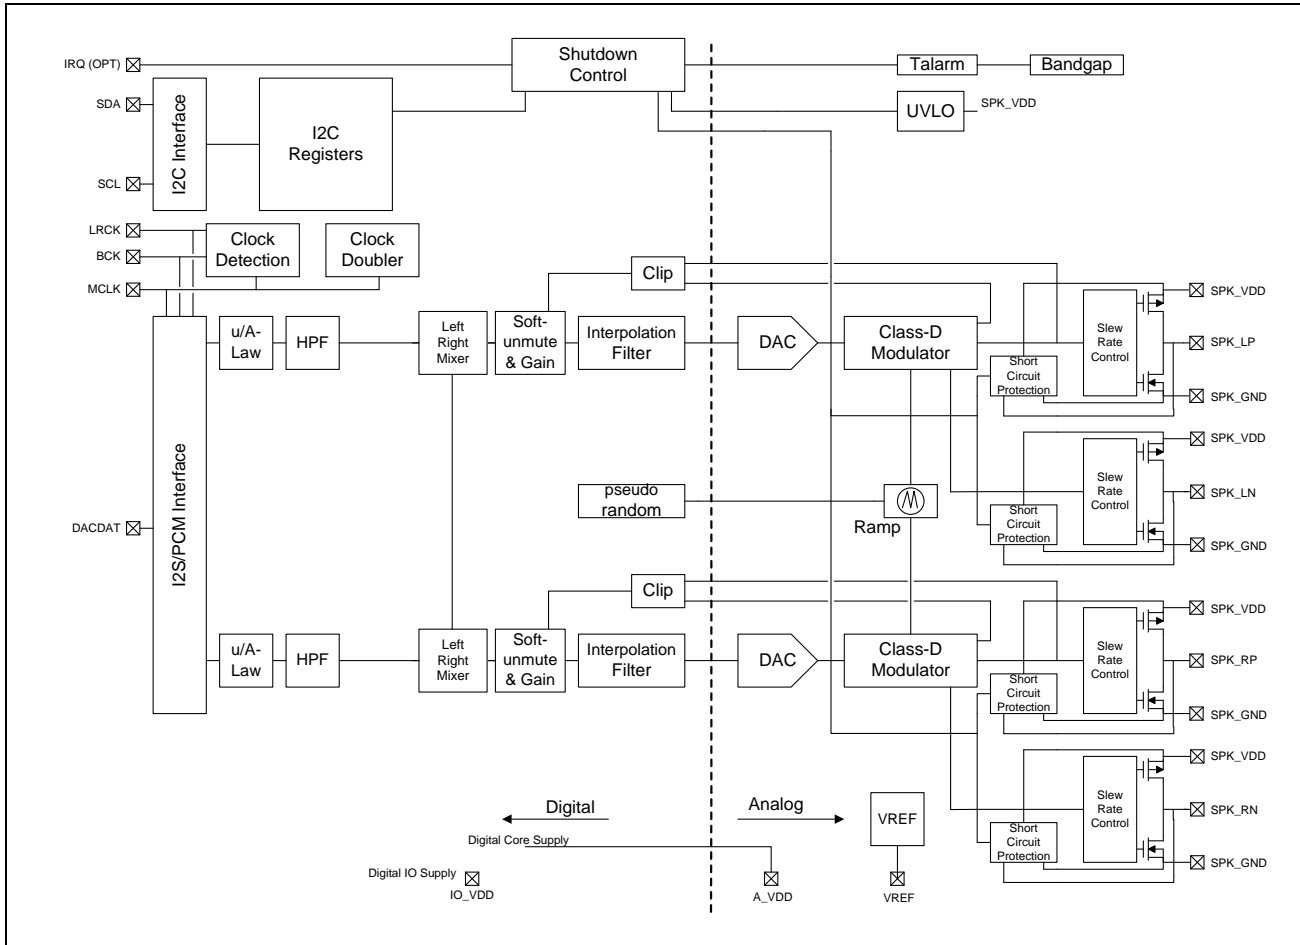 IRQ (OPT)
Shutdown
Control
Talarm
Bandgap
SDA
SCL
I2C Interface
I2C
Registers
UVLO
SPK_VDD
LRCK
BCK
MCLK
Clock
Detection
Clock
Doubler
Clip
u/A-
Law
HPF
Left
Right
Mixer
Soft-
unmute
& Gain
Interpolation
Filter
DAC
Class-D
Modulator
Short
Circuit
Protection
Slew
Rate
Control
SPK_VDD
SPK_LP
SPK_GND
Short
Circuit
Protection
Slew
Rate
Control
SPK_VDD
SPK_LN
SPK_GND
DACDAT
I2S/PCM Interface
pseudo
random
Ramp
Clip
u/A-
Law
HPF
Left
Right
Mixer
Soft-
unmute
& Gain
Interpolation
Filter
DAC
Class-D
Modulator
Short
Circuit
Protection
Slew
Rate
Control
SPK_VDD
SPK_RP
SPK_GND
Short
Circuit
Protection
Slew
Rate
Control
SPK_VDD
SPK_RN
SPK_GND
Digital
Analog
Digital Core Supply
Digital IO Supply
IO_VDD
A_VDD
VREF
VREF